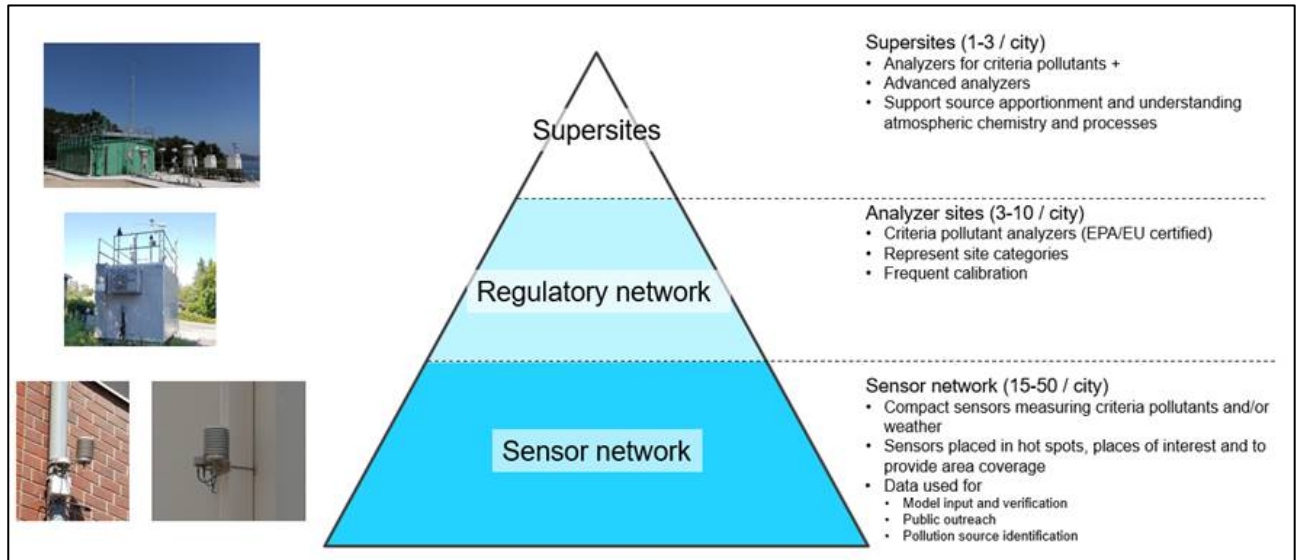 Supersites (1-3 / city)
• Analyzers for criteria pollutants +
• Advanced analyzers
• Support source apportionment and understanding
atmospheric chemistry and processes
Supersites
Analyzer sites (3-10 / city)
• Criteria pollutant analyzers (EPA/EU certified)
• Represent site categories
• Frequent calibration
Regulatory network
Sensor network (15-50 / city)
• Compact sensors measuring criteria pollutants and/or
weather
• Sensors placed in hot spots, places of interest and to
provide area coverage
• Data used for
• Model input and verification
• Public outreach
• Pollution source identification
Sensor network